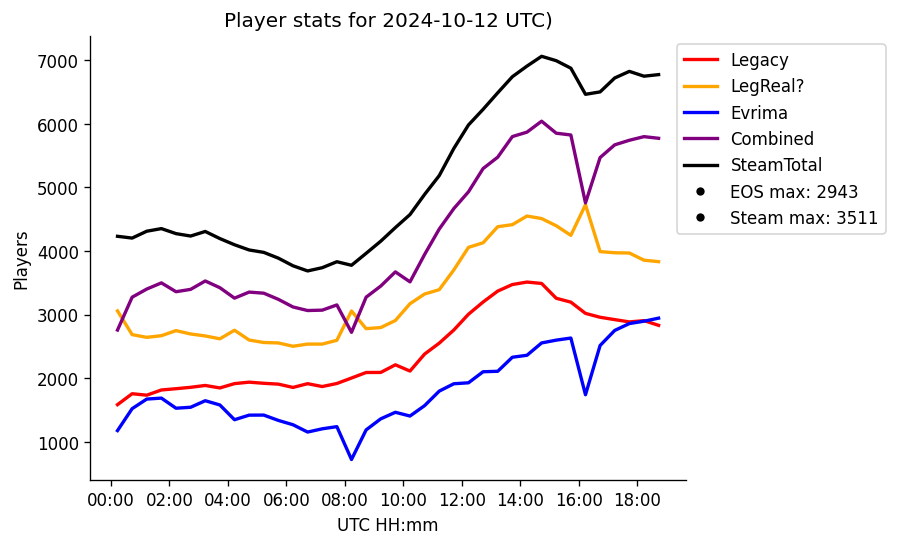 Player stats for 2024-10-12 UTC)
Legacy
LegReal?
Evrima
Combined
SteamTotal
EOS max: 2943
Steam max: 3511
Players
7000
6000
5000
4000
3000
2000
1000
00:00 02:00 04:00 06:00 08:00 10:00 12:00 14:00 16:00 18:00
UTC HH:mm